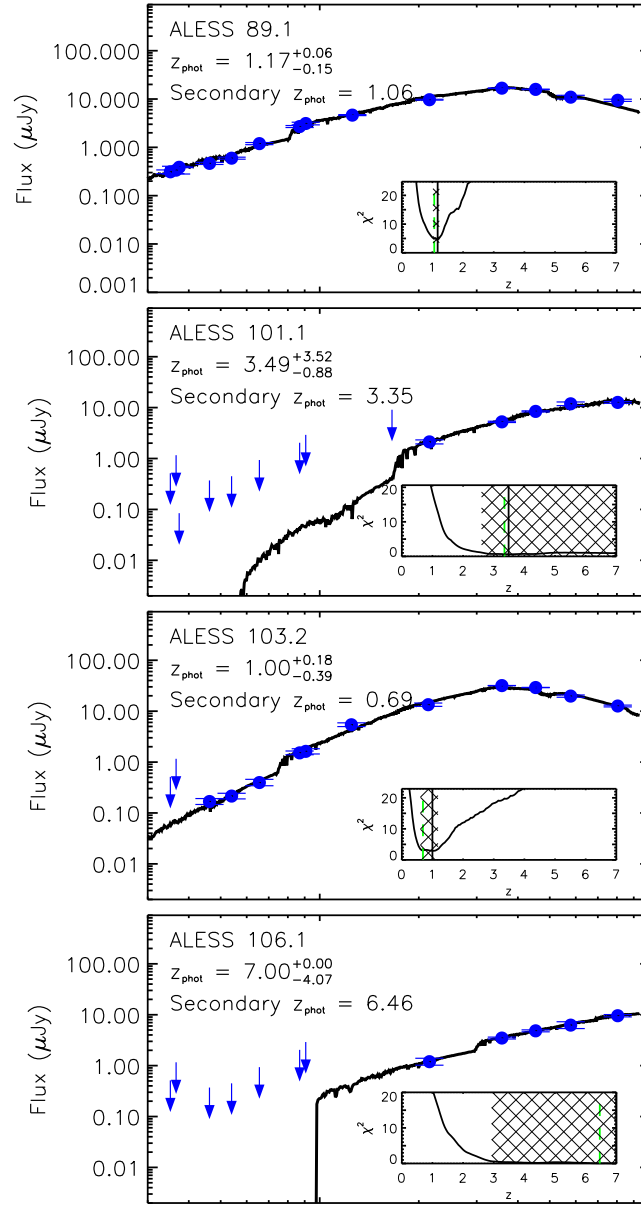 ALESS 89.1
z_phot = 1.17 +0.06 -0.15
Secondary z_phot = 1.06
Flux (μJy)
100.000
10.000
1.000
0.100
0.010
0.001
χ²
20
10
0
0 1 2 3 4 5 6 7
z
ALESS 101.1
z_phot = 3.49 +3.52 -0.88
Secondary z_phot = 3.35
Flux (μJy)
100.00
10.00
1.00
0.10
0.01
χ²
20
10
0
0 1 2 3 4 5 6 7
z
ALESS 103.2
z_phot = 1.00 +0.18 -0.39
Secondary z_phot = 0.69
Flux (μJy)
100.00
10.00
1.00
0.10
0.01
χ²
20
10
0
0 1 2 3 4 5 6 7
z
ALESS 106.1
z_phot = 7.00 +0.00 -4.07
Secondary z_phot = 6.46
Flux (μJy)
100.00
10.00
1.00
0.10
0.01
χ²
20
10
0
0 1 2 3 4 5 6 7
z